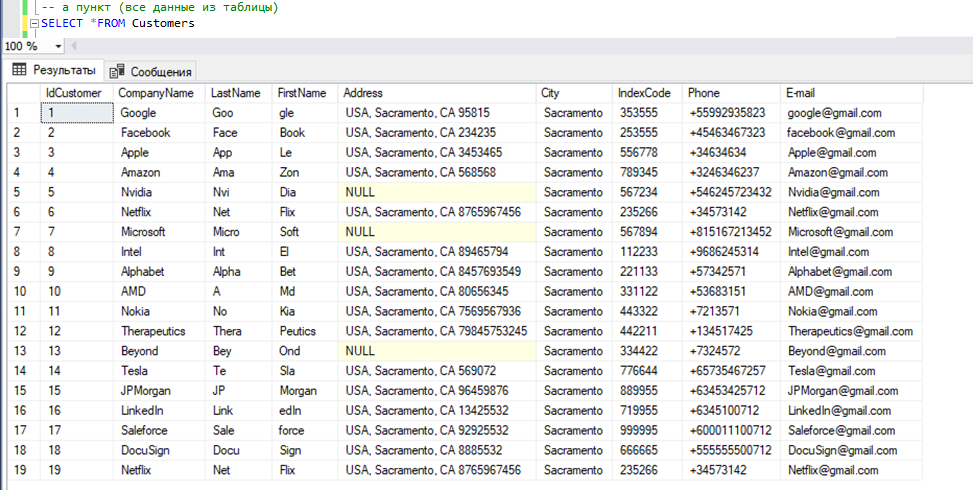 -- а пункт (все данные из таблицы)
SELECT *FROM Customers
100 %
Результаты Сообщения
IdCustomer CompanyName LastName FirstName Address City IndexCode Phone E-mail
1 1 Google Goo gle USA, Sacramento, CA 95815 Sacramento 353555 +55992935823 google@gmail.com
2 2 Facebook Face Book USA, Sacramento, CA 234235 Sacramento 253555 +45463467323 facebook@gmail.com
3 3 Apple App Le USA, Sacramento, CA 3453465 Sacramento 556778 +34634634 Apple@gmail.com
4 4 Amazon Ama Zon USA, Sacramento, CA 568568 Sacramento 789345 +3246346237 Amazon@gmail.com
5 5 Nvidia Nvi Dia NULL Sacramento 567234 +546245723432 Nvidia@gmail.com
6 6 Netflix Net Flix USA, Sacramento, CA 8765967456 Sacramento 235266 +34573142 Netflix@gmail.com
7 7 Microsoft Micro Soft NULL Sacramento 567894 +815167213452 Microsoft@gmail.com
8 8 Intel Int El USA, Sacramento, CA 89465794 Sacramento 112233 +9686245314 Intel@gmail.com
9 9 Alphabet Alpha Bet USA, Sacramento, CA 8457693549 Sacramento 221133 +57342571 Alphabet@gmail.com
10 10 AMD A Md USA, Sacramento, CA 80656345 Sacramento 331122 +53683151 AMD@gmail.com
11 11 Nokia No Kia USA, Sacramento, CA 7569567936 Sacramento 443322 +7213571 Nokia@gmail.com
12 12 Therapeutics Thera Peutics USA, Sacramento, CA 79845753245 Sacramento 442211 +134517425 Therapeutics@gmail.com
13 13 Beyond Bey Ond NULL Sacramento 334422 +7324572 Beyond@gmail.com
14 14 Tesla Te Sla USA, Sacramento, CA 569072 Sacramento 776644 +65735467257 Tesla@gmail.com
15 15 JPMorgan JP Morgan USA, Sacramento, CA 96459876 Sacramento 889955 +63453425712 JPMorgan@gmail.com
16 16 LinkedIn Link edIn USA, Sacramento, CA 13425532 Sacramento 719955 +6345100712 LinkedIn@gmail.com
17 17 Saleforce Sale force USA, Sacramento, CA 92925532 Sacramento 999995 +600011100712 Saleforce@gmail.com
18 18 DocuSign Docu Sign USA, Sacramento, CA 8885532 Sacramento 666665 +555555500712 DocuSign@gmail.com
19 19 Netflix Net Flix USA, Sacramento, CA 8765967456 Sacramento 235266 +34573142 Netflix@gmail.com